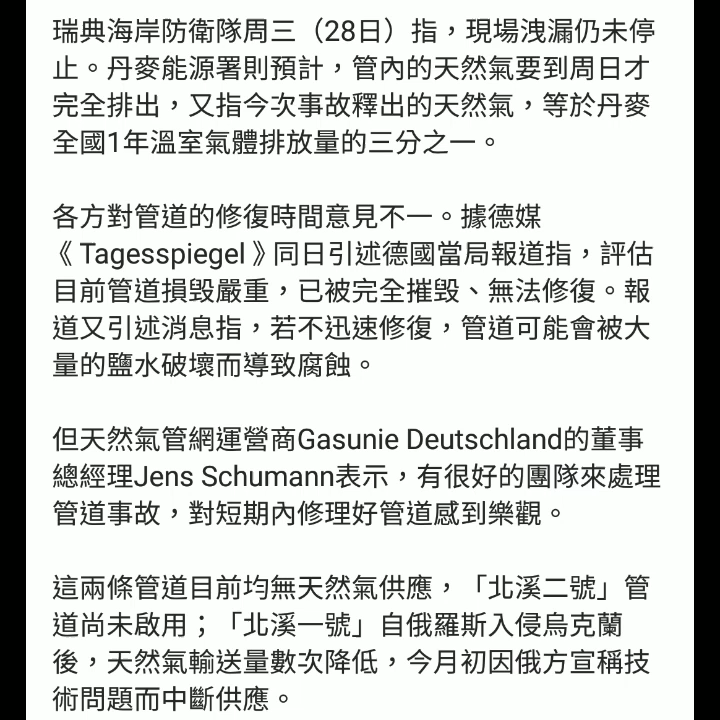 瑞典海岸防衛隊周三（28日）指，現場洩漏仍未停
止。丹麥能源署則預計，管內的天然氣要到周日才
完全排出，又指今次事故釋出的天然氣，等於丹麥
全國1年溫室氣體排放量的三分之一。
各方對管道的修復時間意見不一。據德媒
《 Tagesspiegel 》同日引述德國當局報道指，評估
目前管道損毀嚴重，已被完全摧毀、無法修復。報
道又引述消息指，若不迅速修復，管道可能會被大
量的鹽水破壞而導致腐蝕。
但天然氣管網運營商Gasunie Deutschland的董事
總經理Jens Schumann表示，有很好的團隊來處理
管道事故，對短期內修理好管道感到樂觀。
這兩條管道目前均無天然氣供應，「北溪二號」管
道尚未啟用；「北溪一號」自俄羅斯入侵烏克蘭
後，天然氣輸送量數次降低，今月初因俄方宣稱技
術問題而中斷供應。